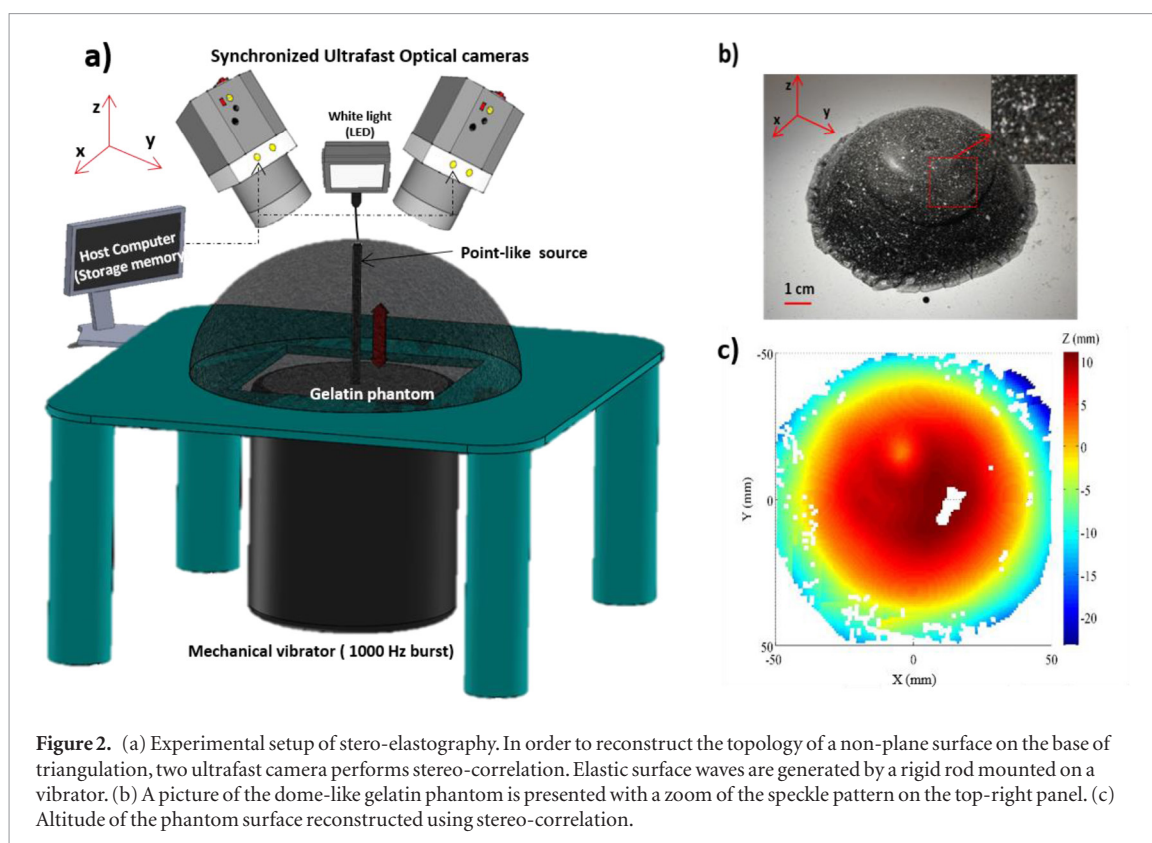 a)
Synchronized Ultrafast Optical cameras
z
x
y
White light
(LED)
Host Computer
(Storage memory
Point-like source
Gelatin phantom
Mechanical vibrator ( 1000 Hz burst)
b)
z
x
y
1 cm
c)
Z (mm)
-50
0
50
Y (mm)
-50
0
50
X (mm)
10
5
0
-5
-10
-15
-20
Figure 2. (a) Experimental setup of stero-elastography. In order to reconstruct the topology of a non-plane surface on the base of
triangulation, two ultrafast camera performs stereo-correlation. Elastic surface waves are generated by a rigid rod mounted on a
vibrator. (b) A picture of the dome-like gelatin phantom is presented with a zoom of the speckle pattern on the top-right panel. (c)
Altitude of the phantom surface reconstructed using stereo-correlation.